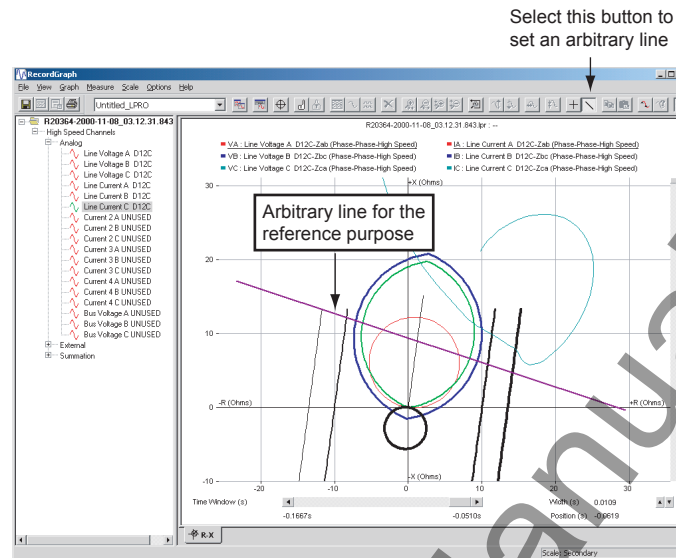 Select this button to
set an arbitrary line
RecordGraph
File View Graph Measure Scale Options Help
Untitled_LPRO
R20364-2000-11-08_03.12.31.843
High Speed Channels
Analog
Line Voltage A D12C
Line Voltage B D12C
Line Voltage C D12C
Line Current A D12C
Line Current B D12C
Line Current C D12C
Current 2 A UNUSED
Current 2 B UNUSED
Current 2 C UNUSED
Current 3 A UNUSED
Current 3 B UNUSED
Current 3 C UNUSED
Current 4 A UNUSED
Current 4 B UNUSED
Current 4 C UNUSED
Bus Voltage A UNUSED
Bus Voltage B UNUSED
Bus Voltage C UNUSED
External
Summation
R20364-2000-11-08_03.12.31.843.lpr : --
VA : Line Voltage A D12C-Zab (Phase-Phase-High Speed)
IA : Line Current A D12C-Zab (Phase-Phase-High Speed)
VB : Line Voltage B D12C-Zbc (Phase-Phase-High Speed)
IB : Line Current B D12C-Zbc (Phase-Phase-High Speed)
VC : Line Voltage C D12C-Zca (Phase-Phase-High Speed)
IC : Line Current C D12C-Zca (Phase-Phase-High Speed)
30
+X (Ohms)
Arbitrary line for the
reference purpose
20
10
0
-R (Ohms)
+R (Ohms)
-10
-X (Ohms)
-20 -10 0 10 20 30
Time Window (s)
Width (s) 0.0109
-0.1667s -0.0510s Position (s) -0.0619
R-X
Scale: Secondary
anua